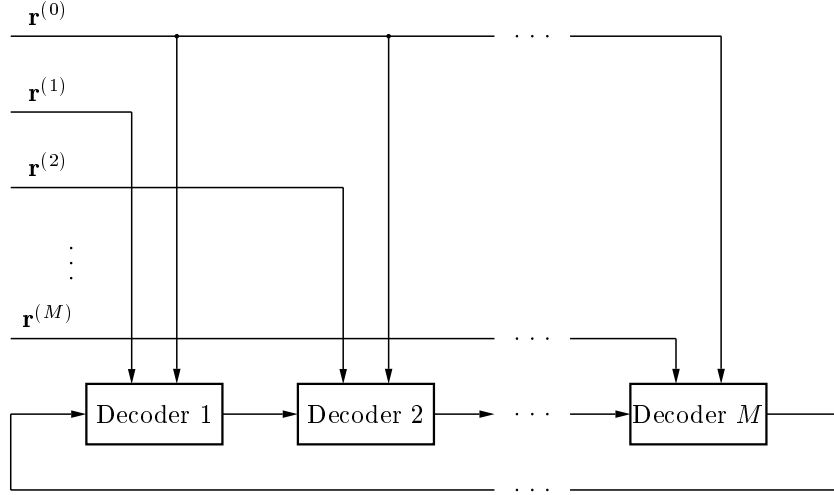 r^(0)
· · ·
r^(1)
r^(2)
⋮
r^(M)
· · ·
Decoder 1
Decoder 2
· · ·
Decoder M
· · ·